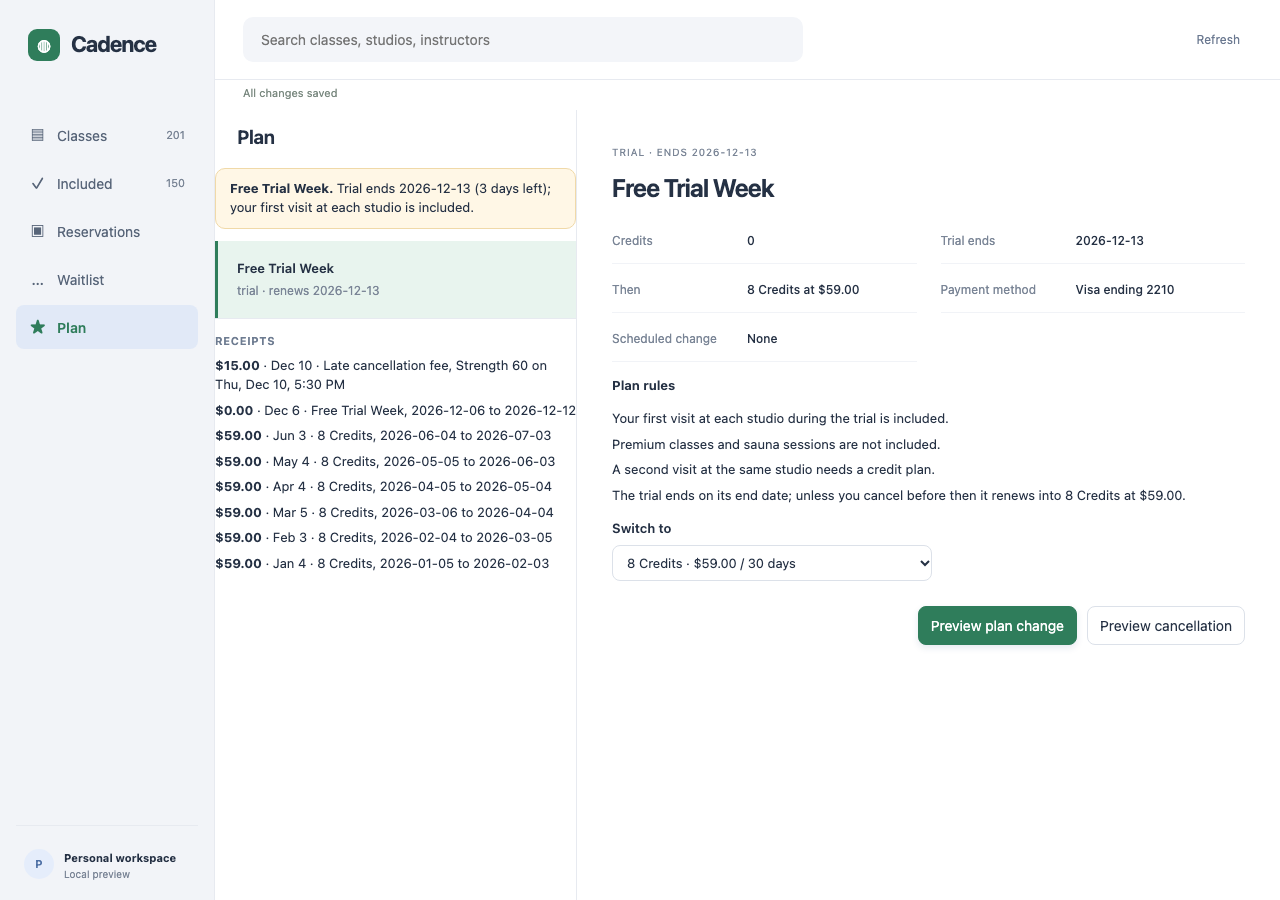 Cadence
Search classes, studios, instructors
Refresh
All changes saved
Classes 201
Included 150
Reservations
Waitlist
Plan
Personal workspace
P
Local preview
Plan
Free Trial Week. Trial ends 2026-12-13 (3 days left);
your first visit at each studio is included.
Free Trial Week
trial · renews 2026-12-13
RECEIPTS
$15.00 · Dec 10 · Late cancellation fee, Strength 60 on
Thu, Dec 10, 5:30 PM
$0.00 · Dec 6 · Free Trial Week, 2026-12-06 to 2026-12-12
$59.00 · Jun 3 · 8 Credits, 2026-06-04 to 2026-07-03
$59.00 · May 4 · 8 Credits, 2026-05-05 to 2026-06-03
$59.00 · Apr 4 · 8 Credits, 2026-04-05 to 2026-05-04
$59.00 · Mar 5 · 8 Credits, 2026-03-06 to 2026-04-04
$59.00 · Feb 3 · 8 Credits, 2026-02-04 to 2026-03-05
$59.00 · Jan 4 · 8 Credits, 2026-01-05 to 2026-02-03
TRIAL · ENDS 2026-12-13
Free Trial Week
Credits 0
Trial ends 2026-12-13
Then 8 Credits at $59.00
Payment method Visa ending 2210
Scheduled change None
Plan rules
Your first visit at each studio during the trial is included.
Premium classes and sauna sessions are not included.
A second visit at the same studio needs a credit plan.
The trial ends on its end date; unless you cancel before then it renews into 8 Credits at $59.00.
Switch to
8 Credits · $59.00 / 30 days
Preview plan change
Preview cancellation